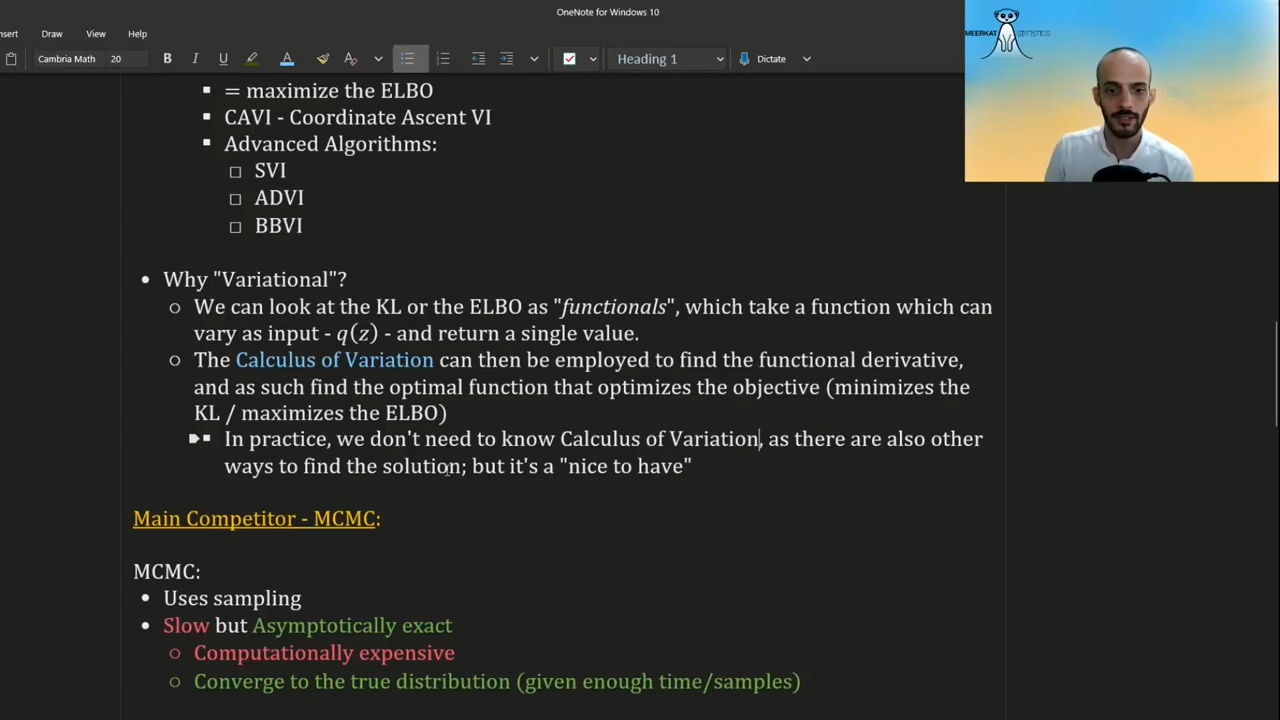 OneNote for Windows 10
nsert Draw View Help
Cambria Math 20 B I U A A Heading 1 Dictate
MEERKAT STATISTICS
= maximize the ELBO
CAVI - Coordinate Ascent VI
Advanced Algorithms:
SVI
ADVI
BBVI
Why "Variational"?
We can look at the KL or the ELBO as "functionals", which take a function which can
vary as input - q(z) - and return a single value.
The Calculus of Variation can then be employed to find the functional derivative,
and as such find the optimal function that optimizes the objective (minimizes the
KL / maximizes the ELBO)
In practice, we don't need to know Calculus of Variation, as there are also other
ways to find the solution; but it's a "nice to have"
Main Competitor - MCMC:
MCMC:
Uses sampling
Slow but Asymptotically exact
Computationally expensive
Converge to the true distribution (given enough time/samples)